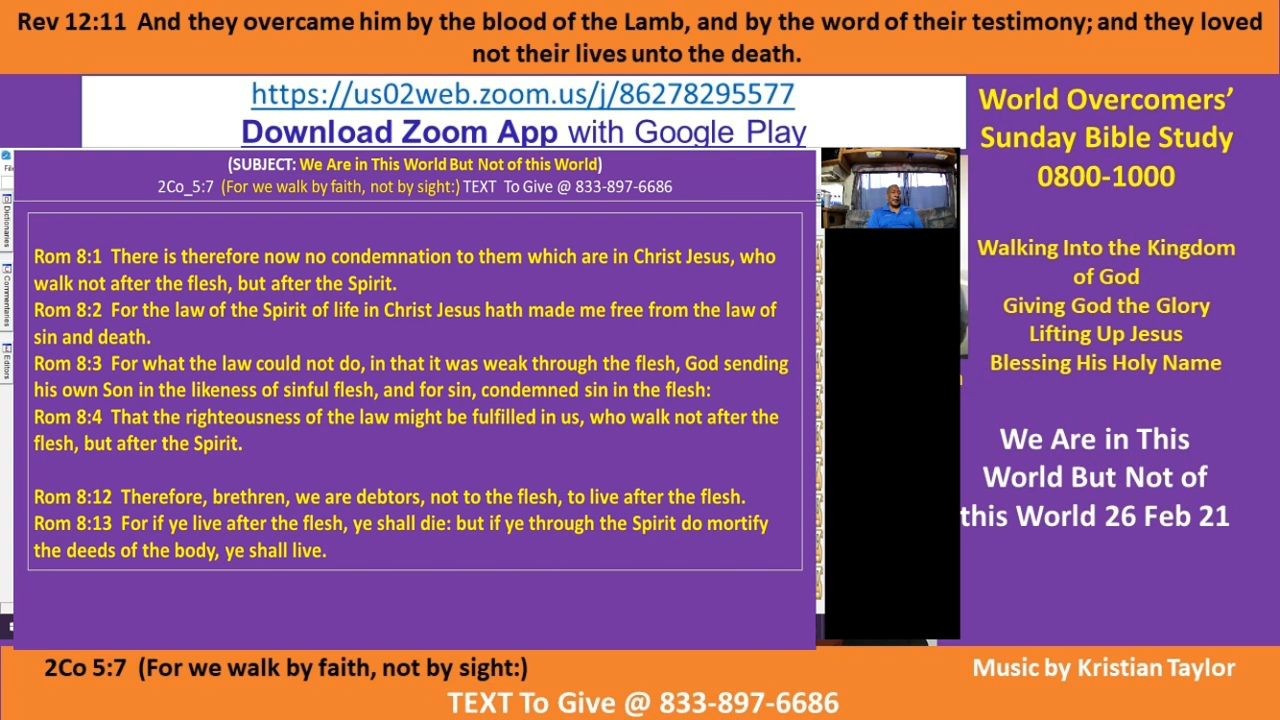 Rev 12:11 And they overcame him by the blood of the Lamb, and by the word of their testimony; and they loved
not their lives unto the death.
https://us02web.zoom.us/j/86278295577
Download Zoom App with Google Play
(SUBJECT: We Are in This World But Not of this World)
2Co_5:7 (For we walk by faith, not by sight:) TEXT To Give @ 833-897-6686
Dictionaries
Commentaries
Editors
Rom 8:1 There is therefore now no condemnation to them which are in Christ Jesus, who
walk not after the flesh, but after the Spirit.
Rom 8:2 For the law of the Spirit of life in Christ Jesus hath made me free from the law of
sin and death.
Rom 8:3 For what the law could not do, in that it was weak through the flesh, God sending
his own Son in the likeness of sinful flesh, and for sin, condemned sin in the flesh:
Rom 8:4 That the righteousness of the law might be fulfilled in us, who walk not after the
flesh, but after the Spirit.
Rom 8:12 Therefore, brethren, we are debtors, not to the flesh, to live after the flesh.
Rom 8:13 For if ye live after the flesh, ye shall die: but if ye through the Spirit do mortify
the deeds of the body, ye shall live.
World Overcomers’
Sunday Bible Study
0800-1000
Walking Into the Kingdom
of God
Giving God the Glory
Lifting Up Jesus
Blessing His Holy Name
We Are in This
World But Not of
this World 26 Feb 21
2Co 5:7 (For we walk by faith, not by sight:)
Music by Kristian Taylor
TEXT To Give @ 833-897-6686